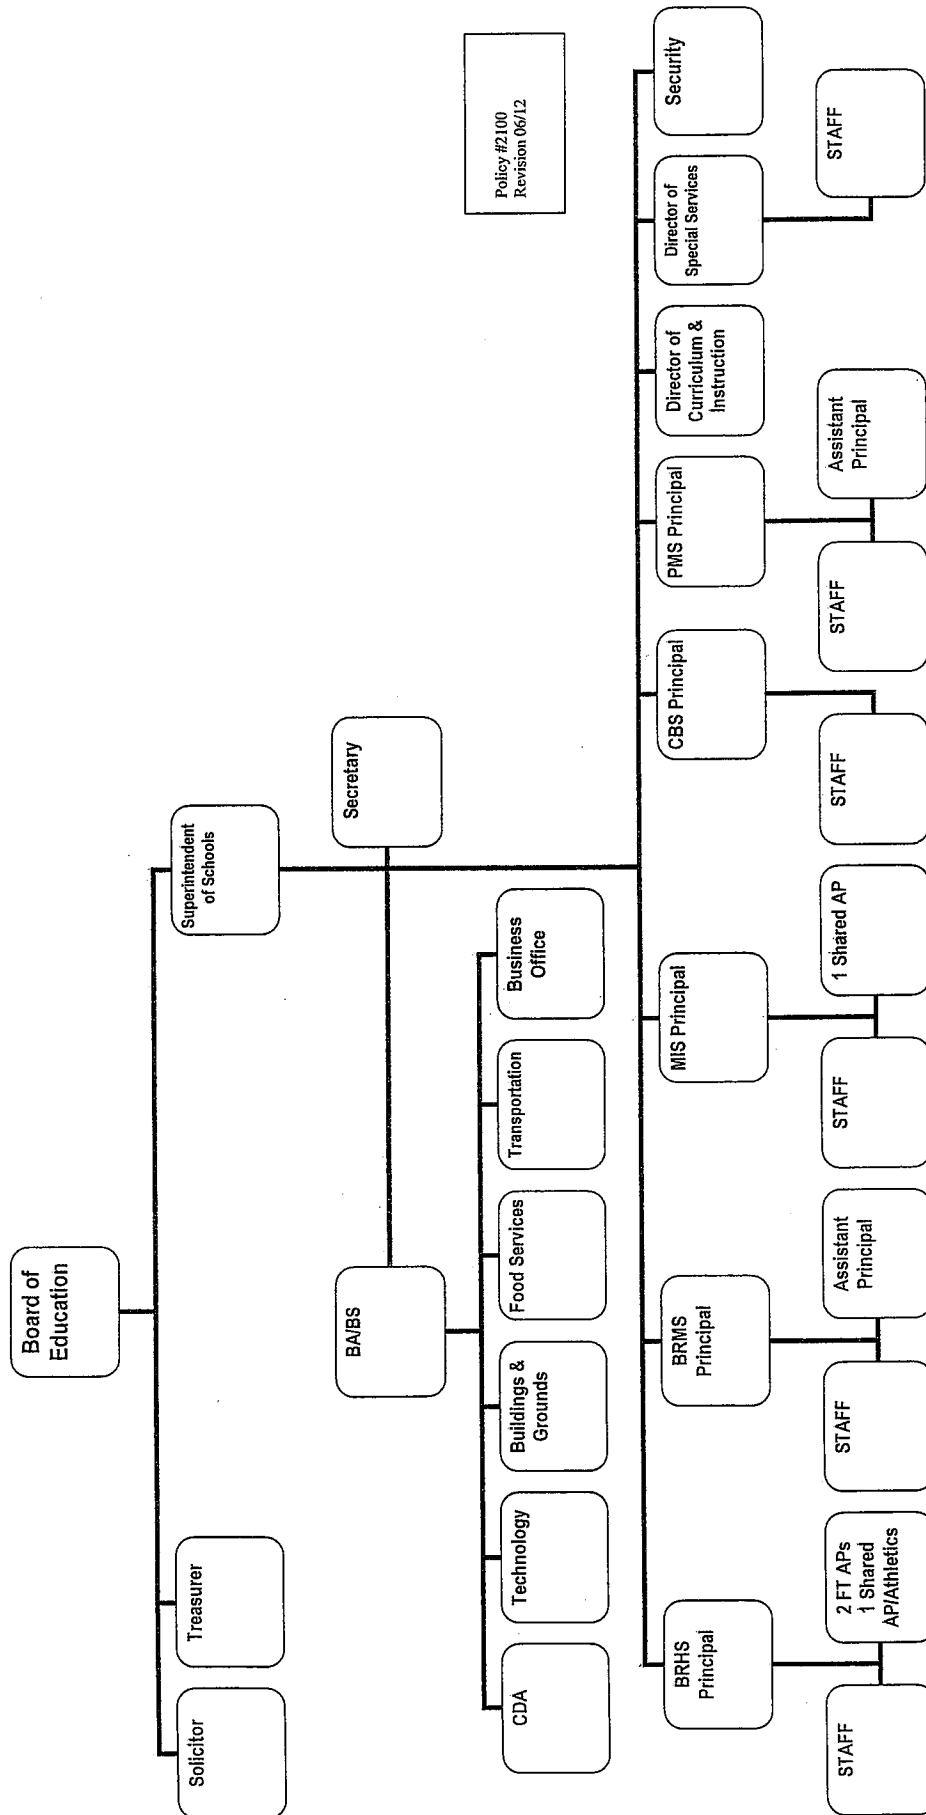 Board of
Education
Solicitor
Treasurer
Superintendent
of Schools
BA/BS
Secretary
Policy #2100
Revision 06/12
CDA
Technology
Buildings &
Grounds
Food Services
Transportation
Business
Office
BRHS
Principal
BRMS
Principal
MIS Principal
CBS Principal
PMS Principal
Director of
Curriculum &
Instruction
Director of
Special Services
Security
STAFF
2 FT APs
1 Shared
AP/Athletics
STAFF
Assistant
Principal
STAFF
1 Shared AP
STAFF
STAFF
Assistant
Principal
STAFF